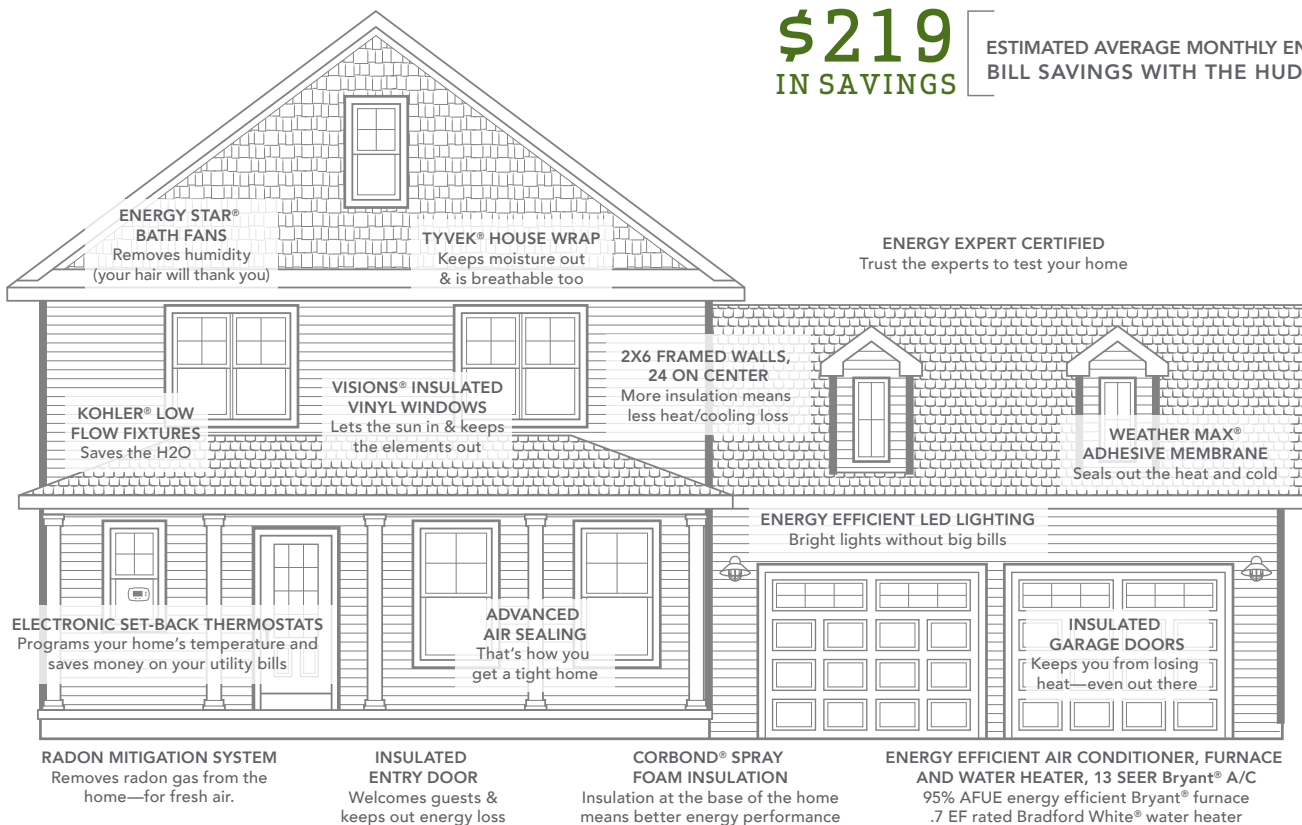 $219
IN SAVINGS
ESTIMATED AVERAGE MONTHLY
BILL SAVINGS WITH THE
ENERGY STAR®
BATH FANS
Removes humidity
(your hair will thank you)
TYVEK® HOUSE WRAP
Keeps moisture out
& is breathable too
ENERGY EXPERT CERTIFIED
Trust the experts to test your home
2X6 FRAMED WALLS,
24 ON CENTER
More insulation means
less heat/cooling loss
VISIONS® INSULATED
VINYL WINDOWS
Lets the sun in & keeps
the elements out
KOHLER® LOW
FLOW FIXTURES
Saves the H2O
WEATHER MAX®
ADHESIVE MEMBRANE
Seals out the heat and cold
ENERGY EFFICIENT LED LIGHTING
Bright lights without big bills
ELECTRONIC SET-BACK THERMOSTATS
Programs your home's temperature and
saves money on your utility bills
ADVANCED
AIR SEALING
That's how you
get a tight home
INSULATED
GARAGE DOORS
Keeps you from losing
heat—even out there
RADON MITIGATION SYSTEM
Removes radon gas from the
home—for fresh air.
INSULATED
ENTRY DOOR
Welcomes guests &
keeps out energy loss
CORBOND® SPRAY
FOAM INSULATION
Insulation at the base of the home
means better energy performance
ENERGY EFFICIENT AIR CONDITIONER, FURNACE
AND WATER HEATER, 13 SEER Bryant® A/C
95% AFUE energy efficient Bryant® furnace
.7 EF rated Bradford White® water heater